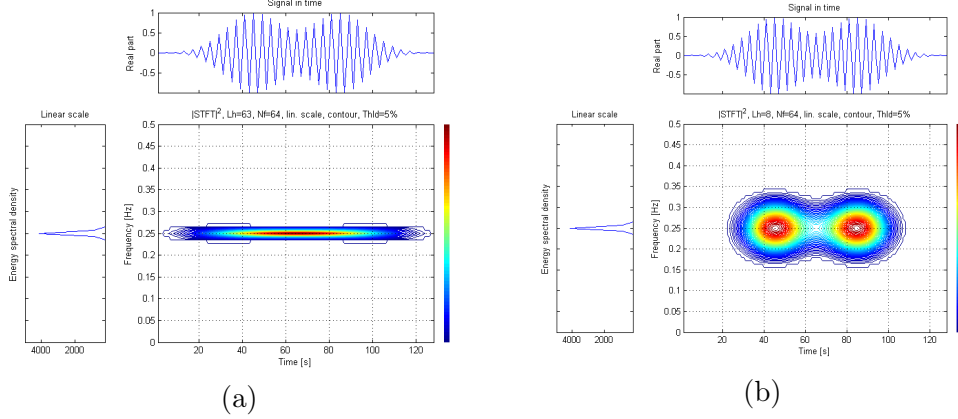 Signal in time
1
0.5
0
-0.5
Real part
Linear scale
Energy spectral density
4000 2000
|STFT|², Lh=63, Nf=64, lin. scale, contour, Thld=5%
0.5
0.45
0.4
0.35
0.3
0.25
0.2
0.15
0.1
0.05
0
Frequency [Hz]
20 40 60 80 100 120
Time [s]
(a)
Signal in time
0.5
0
-0.5
Real part
Linear scale
Energy spectral density
4000 2000
|STFT|², Lh=8, Nf=64, lin. scale, contour, Thld=5%
0.5
0.45
0.4
0.35
0.3
0.25
0.2
0.15
0.1
0.05
0
Frequency [Hz]
20 40 60 80 100 120
Time [s]
(b)